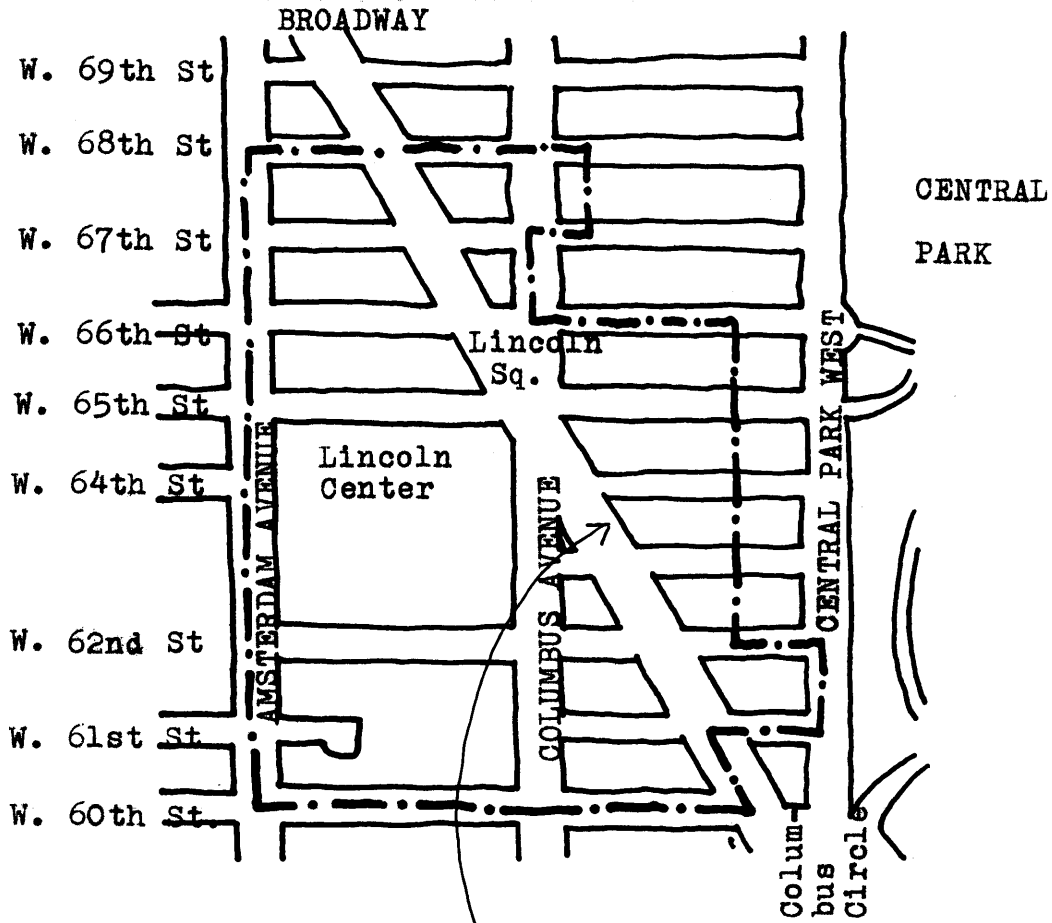 BROADWAY
W. 69th St
W. 68th St
CENTRAL
W. 67th St
PARK
W. 66th St
Lincoln
Sq.
W. 65th St
CENTRAL PARK WEST
AMSTERDAM AVENUE
Lincoln
Center
W. 64th St
COLUMBUS AVENUE
W. 62nd St
W. 61st St
W. 60th St.
Colum-
bus
Circle